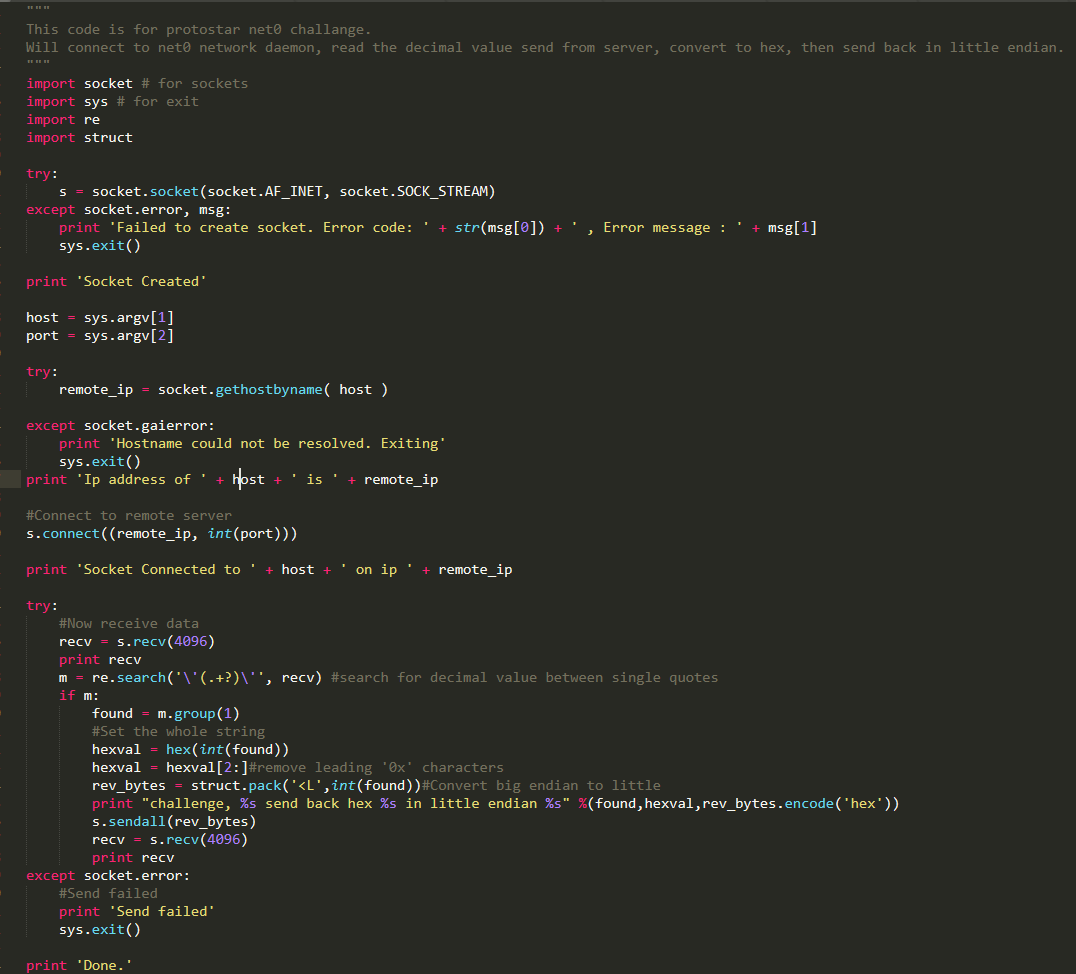 """
This code is for protostar net0 challange.
Will connect to net0 network daemon, read the decimal value send from server, convert to hex, then send back in little endian.
"""
import socket # for sockets
import sys # for exit
import re
import struct

try:
    s = socket.socket(socket.AF_INET, socket.SOCK_STREAM)
except socket.error, msg:
    print 'Failed to create socket. Error code: ' + str(msg[0]) + ' , Error message : ' + msg[1]
    sys.exit()

print 'Socket Created'

host = sys.argv[1]
port = sys.argv[2]

try:
    remote_ip = socket.gethostbyname( host )

except socket.gaierror:
    print 'Hostname could not be resolved. Exiting'
    sys.exit()
print 'Ip address of ' + host + ' is ' + remote_ip

#Connect to remote server
s.connect((remote_ip, int(port)))

print 'Socket Connected to ' + host + ' on ip ' + remote_ip

try:
    #Now receive data
    recv = s.recv(4096)
    print recv
    m = re.search('\'(.+?)\'', recv) #search for decimal value between single quotes
    if m:
        found = m.group(1)
        #Set the whole string
        hexval = hex(int(found))
        hexval = hexval[2:]#remove leading '0x' characters
        rev_bytes = struct.pack('<L',int(found))#Convert big endian to little
        print "challenge, %s send back hex %s in little endian %s" %(found,hexval,rev_bytes.encode('hex'))
        s.sendall(rev_bytes)
        recv = s.recv(4096)
        print recv
except socket.error:
    #Send failed
    print 'Send failed'
    sys.exit()

print 'Done.'